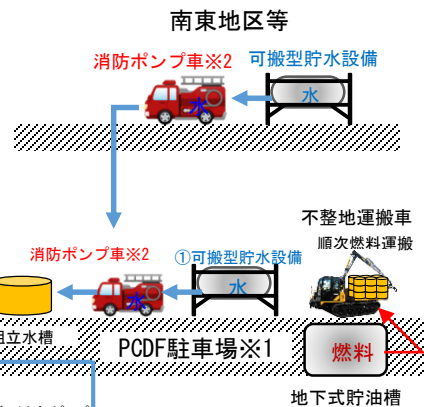 南東地区等
消防ポンプ車※2
可搬型貯水設備
水
水
不整地運搬車
順次燃料運搬
消防ポンプ車※2
①可搬型貯水設備
水
水
組立水槽
PCDF駐車場※1
燃料
地下式貯油槽